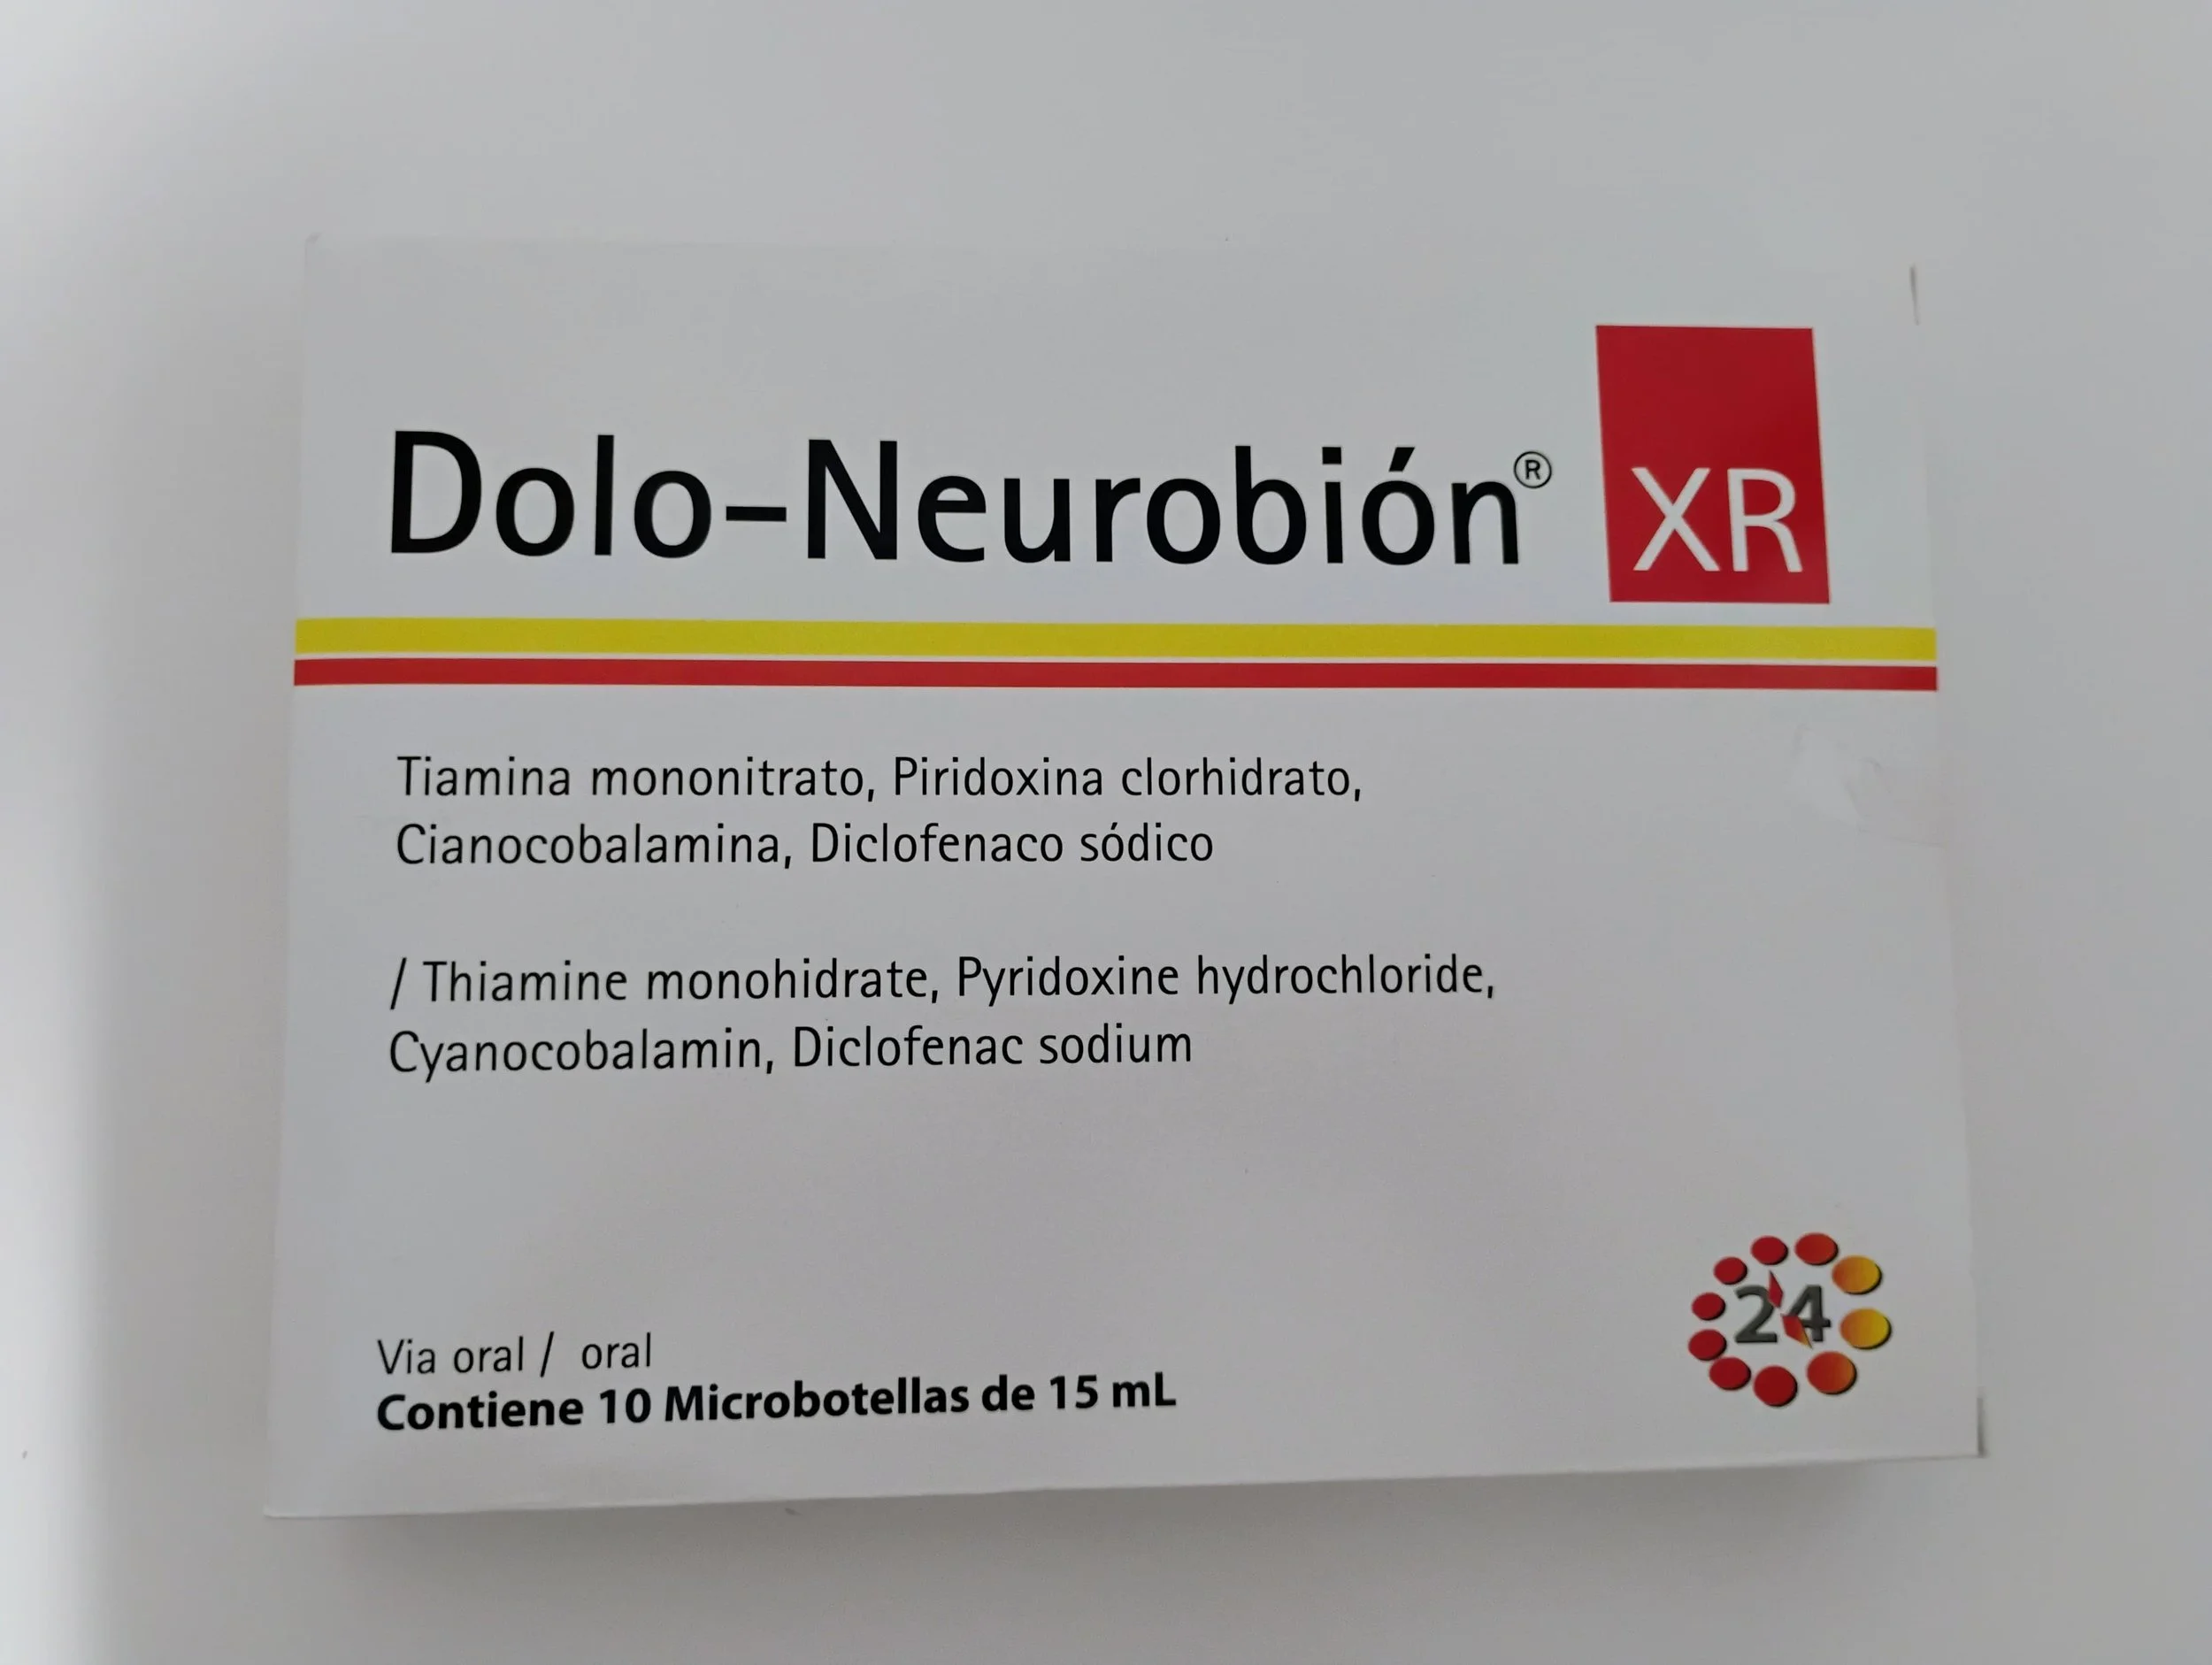 Dolo-Neurobión® XR
Tiamina mononitrato, Piridoxina clorhidrato,
Cianocobalamina, Diclofenaco sódico
/ Thiamine monohidrate, Pyridoxine hydrochloride,
Cyanocobalamin, Diclofenac sodium
24
Via oral / oral
Contiene 10 Microbotellas de 15 mL